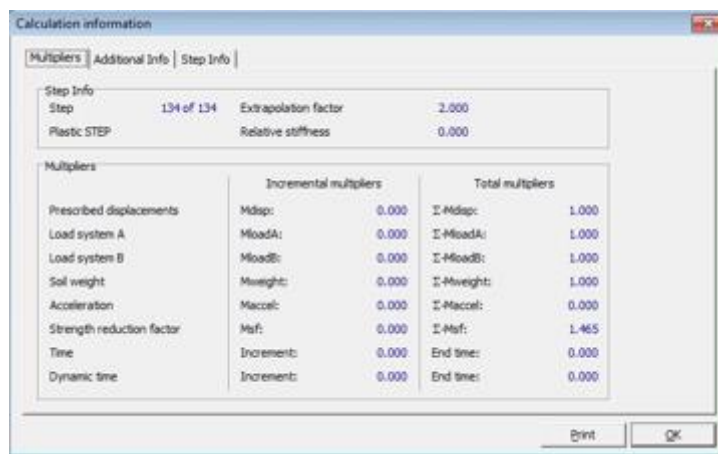 Calculation information
Multipliers Additional Info Step Info
Step Info
Step 134 of 134 Extrapolation factor 2.000
Plastic STEP Relative stiffness 0.000
Multipliers
Incremental multipliers Total multipliers
Prescribed displacements Mdisp: 0.000 Σ-Mdisp: 1.000
Load system A MloadA: 0.000 Σ-MloadA: 1.000
Load system B MloadB: 0.000 Σ-MloadB: 1.000
Soil weight Mweight: 0.000 Σ-Mweight: 1.000
Acceleration Maccel: 0.000 Σ-Maccel: 0.000
Strength reduction factor Msf: 0.000 Σ-Msf: 1.465
Time Increment: 0.000 End time: 0.000
Dynamic time Increment: 0.000 End time: 0.000
Print OK